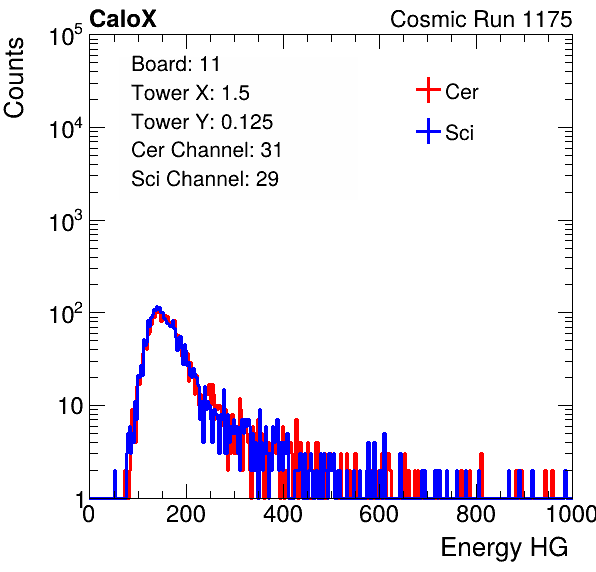 CaloX Cosmic Run 1175
Counts
10^5
10^4
10^3
10^2
10
1
Board: 11
Tower X: 1.5
Tower Y: 0.125
Cer Channel: 31
Sci Channel: 29
Cer
Sci
0 200 400 600 800 1000
Energy HG